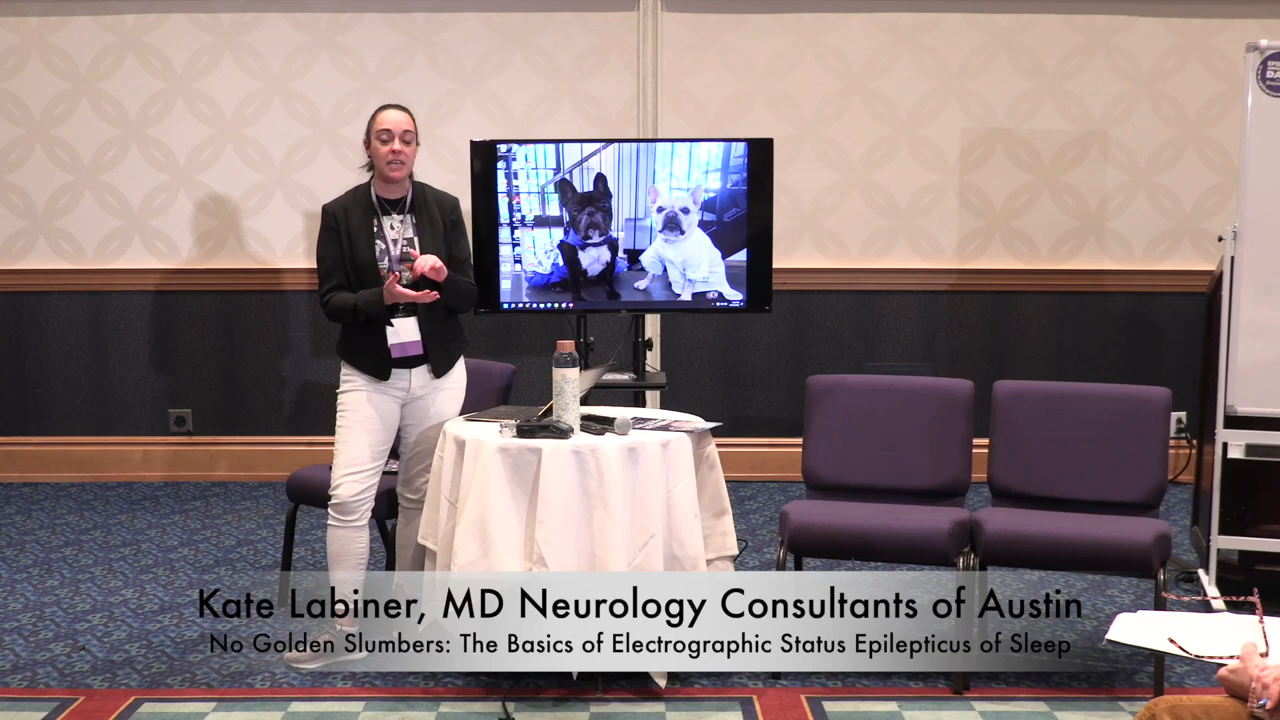 Kate Labiner, MD Neurology Consultants of Austin
No Golden Slumbers: The Basics of Electrographic Status Epilepticus of Sleep